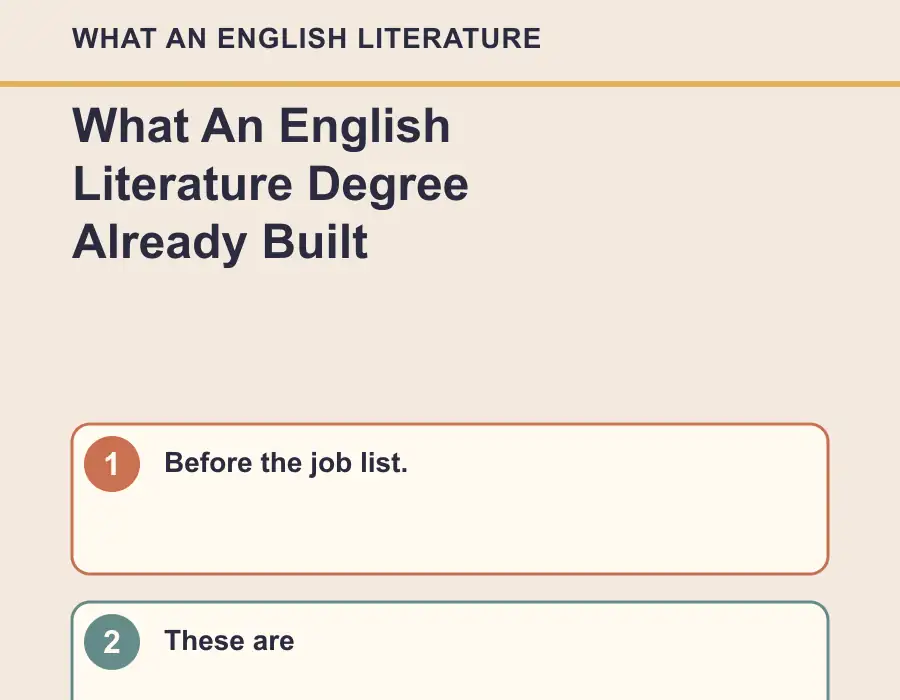 WHAT AN ENGLISH LITERATURE
What An English
Literature Degree
Already Built
1
Before the job list.
2
These are